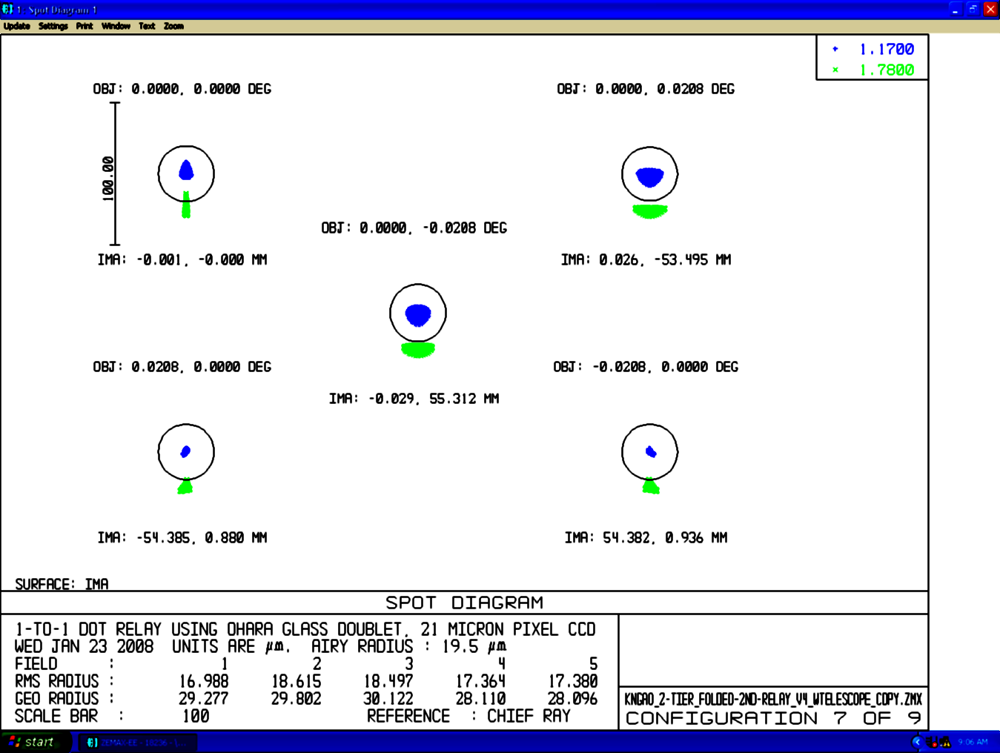 1: Spot Diagram 1
Update Settings Print Window Text Zoom
+ 1.1700
× 1.7800
OBJ: 0.0000, 0.0000 DEG
OBJ: 0.0000, 0.0208 DEG
100.00
IMA: -0.001, -0.000 MM
IMA: 0.026, -53.495 MM
OBJ: 0.0000, -0.0208 DEG
IMA: -0.029, 55.312 MM
OBJ: 0.0208, 0.0000 DEG
OBJ: -0.0208, 0.0000 DEG
IMA: -54.385, 0.880 MM
IMA: 54.382, 0.936 MM
SURFACE: IMA
SPOT DIAGRAM
1-TO-1 DOT RELAY USING OHARA GLASS DOUBLET, 21 MICRON PIXEL CCD
WED JAN 23 2008 UNITS ARE µm. AIRY RADIUS : 19.5 µm
FIELD : 1 2 3 4 5
RMS RADIUS : 16.988 18.615 18.497 17.364 17.380
GEO RADIUS : 29.277 29.802 30.122 28.110 28.096
SCALE BAR : 100 REFERENCE : CHIEF RAY
KNGAO_2-TIER_FOLDED-2ND-RELAY_V4_WTELESCOPE_COPY.ZMX
CONFIGURATION 7 OF 9
start
9:06 AM